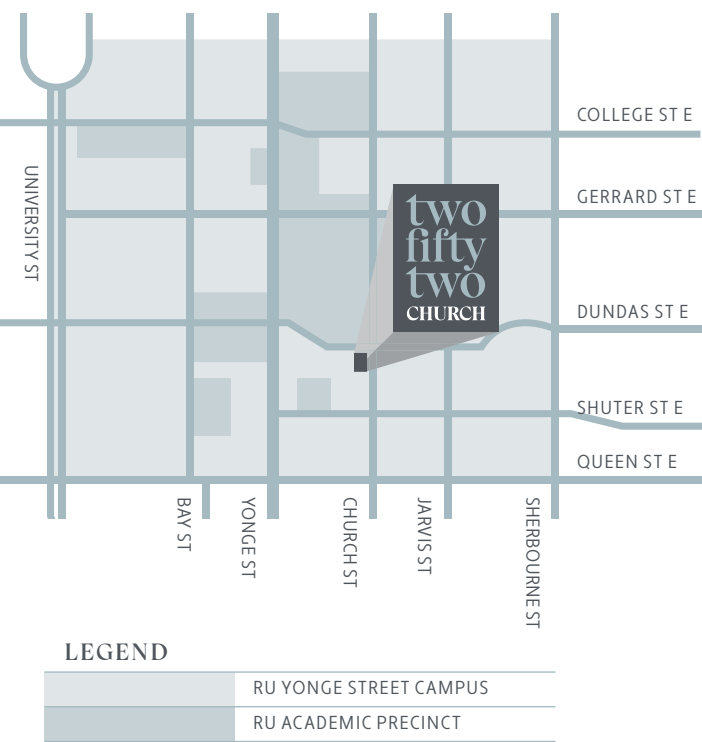 COLLEGE ST E
UNIVERSITY ST
GERRARD ST E
two
fifty
two
CHURCH
DUNDAS ST E
SHUTER ST E
QUEEN ST E
BAY ST
YONGE ST
CHURCH ST
JARVIS ST
SHERBOURNE ST
LEGEND
RU YONGE STREET CAMPUS
RU ACADEMIC PRECINCT